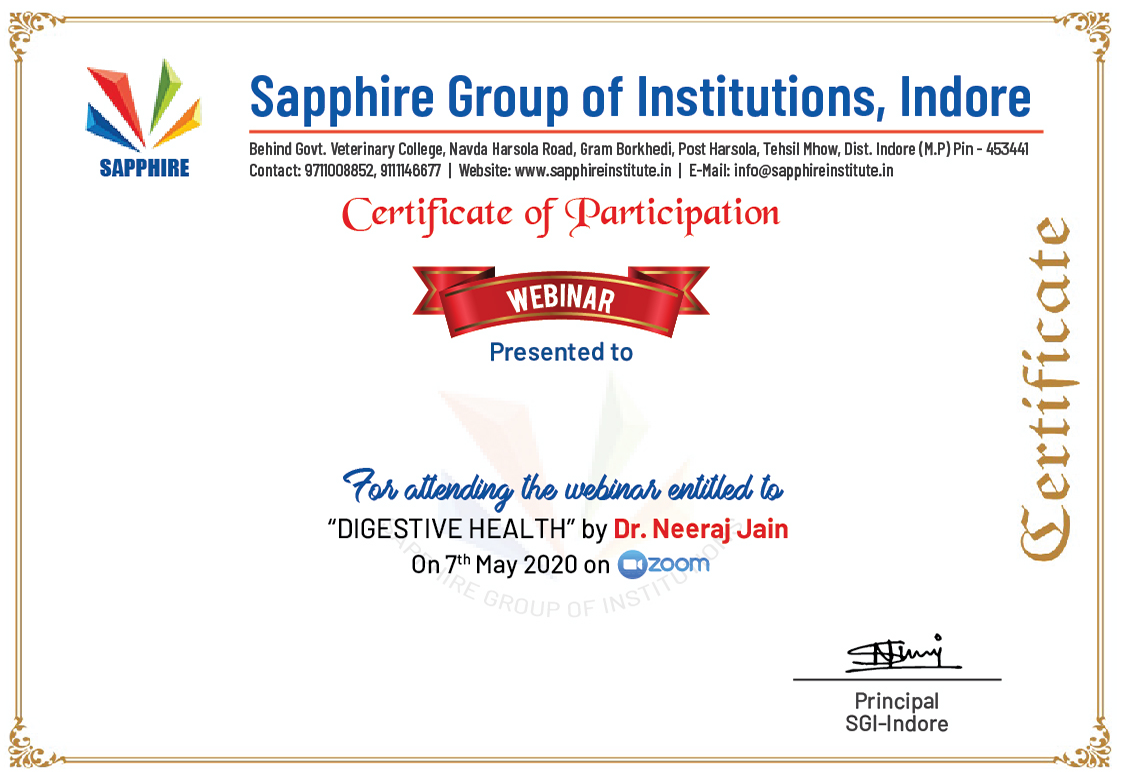 SAPPHIRE
Sapphire Group of Institutions, Indore
Behind Govt. Veterinary College, Navda Harsola Road, Gram Borkhedi, Post Harsola, Tehsil Mhow, Dist. Indore (M.P) Pin - 453441
Contact: 9711008852, 9111146677 | Website: www.sapphireinstitute.in | E-Mail: info@sapphireinstitute.in
Certificate of Participation
WEBINAR
Presented to
Certificate
For attending the webinar entitled to
“DIGESTIVE HEALTH” by Dr. Neeraj Jain
On 7th May 2020 on zoom
SAPPHIRE GROUP OF INSTITUTIONS
Principal
SGI-Indore